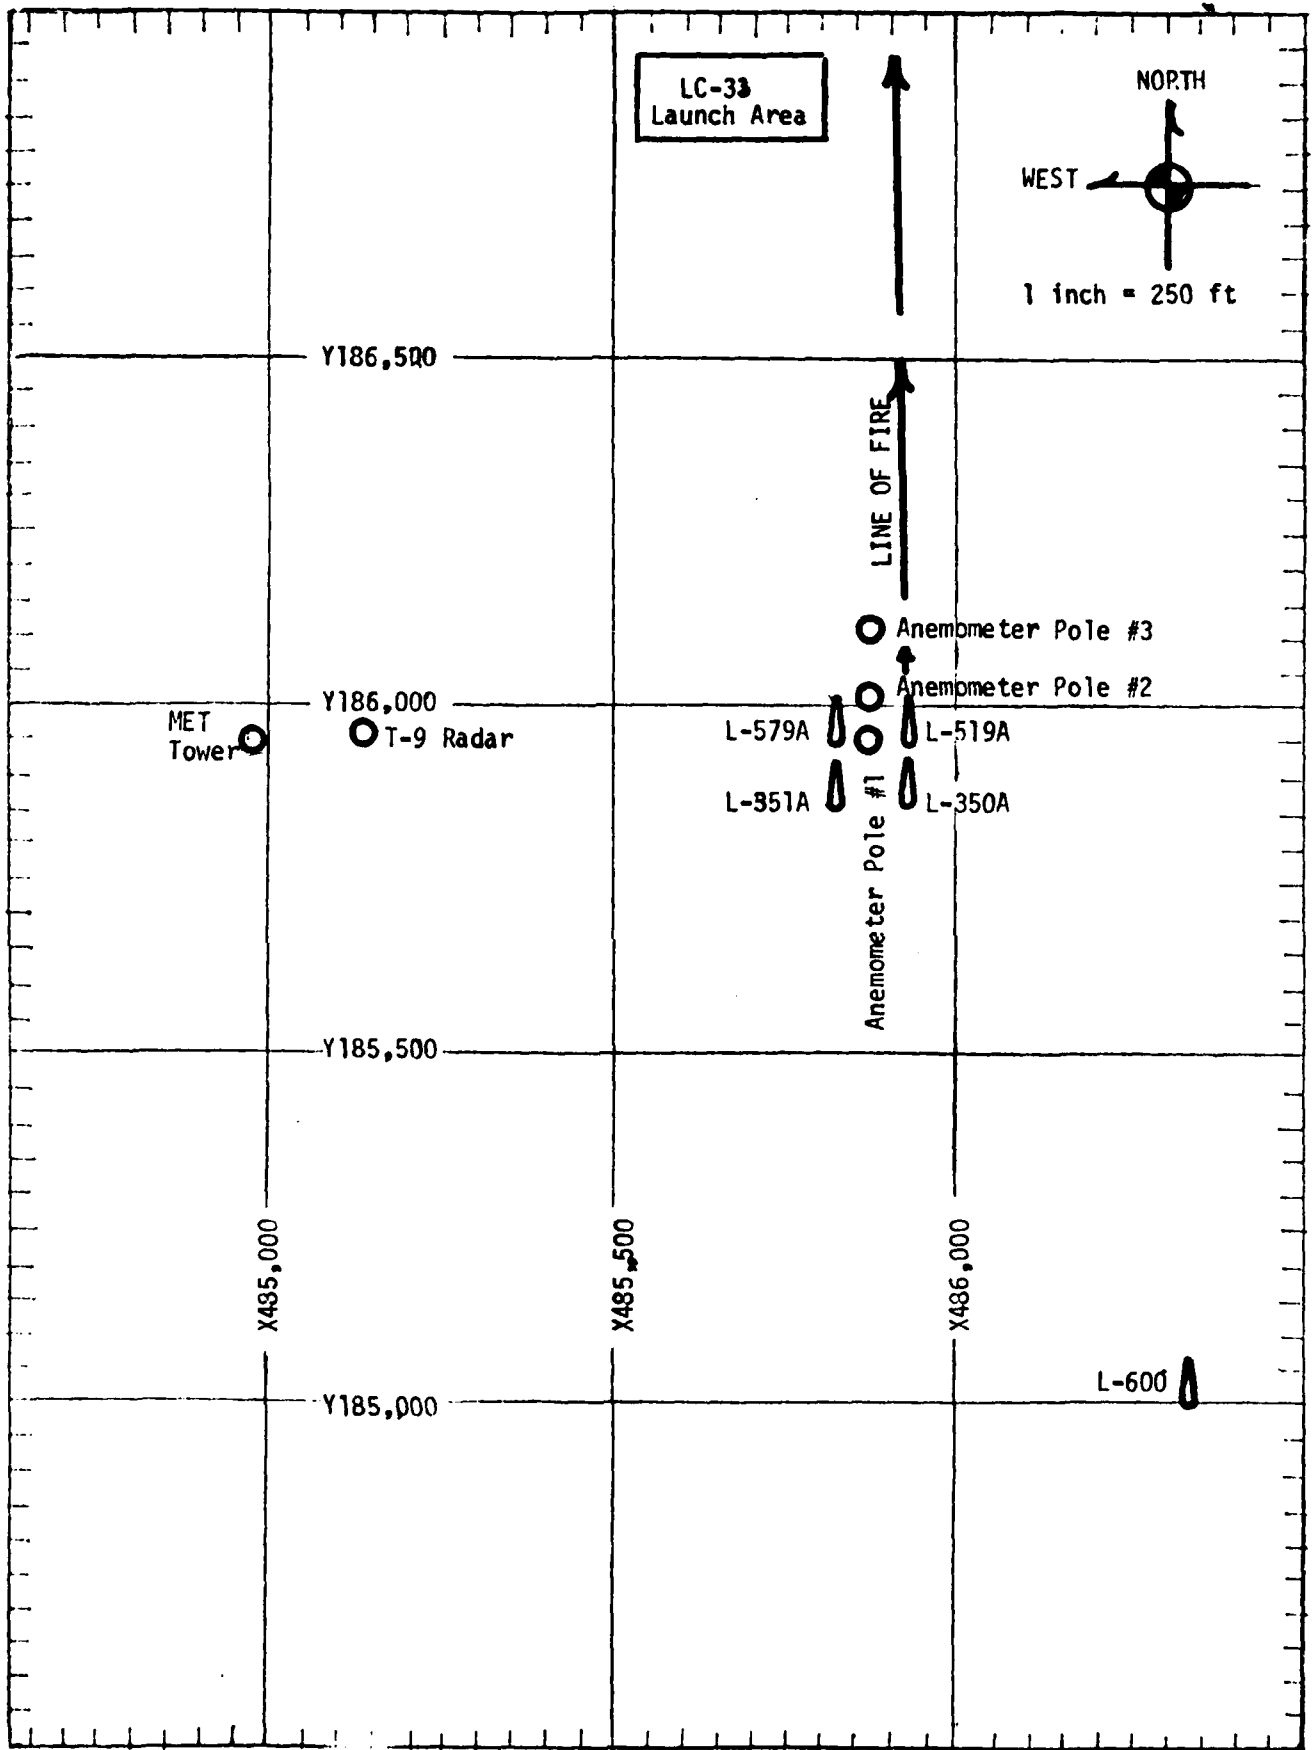 LC-33
Launch Area
NORTH
WEST
1 inch = 250 ft
Y186,500
LINE OF FIRE
Anemometer Pole #3
Y186,000
Anemometer Pole #2
MET
Tower
T-9 Radar
L-579A
L-519A
L-351A
L-350A
Anemometer Pole #1
Y185,500
X485,000
X485,500
X486,000
L-600
Y185,000